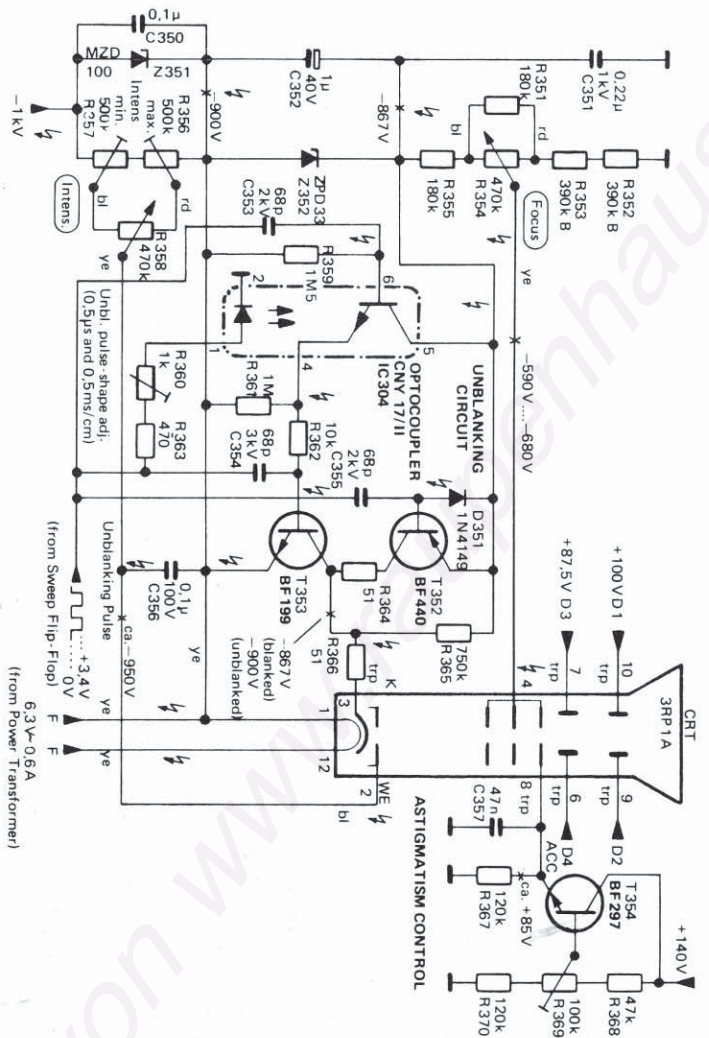 0,1µ
C350
MZD
100
Z351
Intens.
max.
500k
R356
min.
500k
R357
−1kV
−900V
1µ
40V
C352
ZPD33
Z352
−867V
0,22µ
1kV
C351
R351
180k
bl
rd
R355
180k
470k
R354
R353
390k B
R352
390k B
Focus
ye
−590V....−680V
Intens.
bl
rd
R358
470k
ye
68p
2kV
C353
R359
1M5
6
2
1
4
5
OPTOCOUPLER
CNY 17/II
IC304
UNBLANKING
CIRCUIT
Unbl. pulse-shape adj.
(0,5µs and 0,5ms/cm)
R360
1k
R363
470
R361
1M
R362
10k
68p
3kV
C354
68p
2kV
C355
D351
1N4149
T352
BF440
T353
BF199
R364
51
R365
750k
−867V
(blanked)
−900V
(unblanked)
R366
51
trp
K
0,1µ
100V
C356
ye
ca.−950V
Unblanking Pulse
+3,4V
0V
(from Sweep Flip-Flop)
ye
ye
F
F
6,3V~0,6A
(from Power Transformer)
+100V D1
+87,5V D3
10
trp
7
trp
4
3
1
12
2
WE
bl
CRT
3RP1A
9
trp
D2
6
trp
D4
8 trp
ACC
47n
C357
ASTIGMATISM CONTROL
ca. +85V
120k
R367
T354
BF297
+140V
47k
R368
100k
R369
120k
R370
von www.raupenhaus